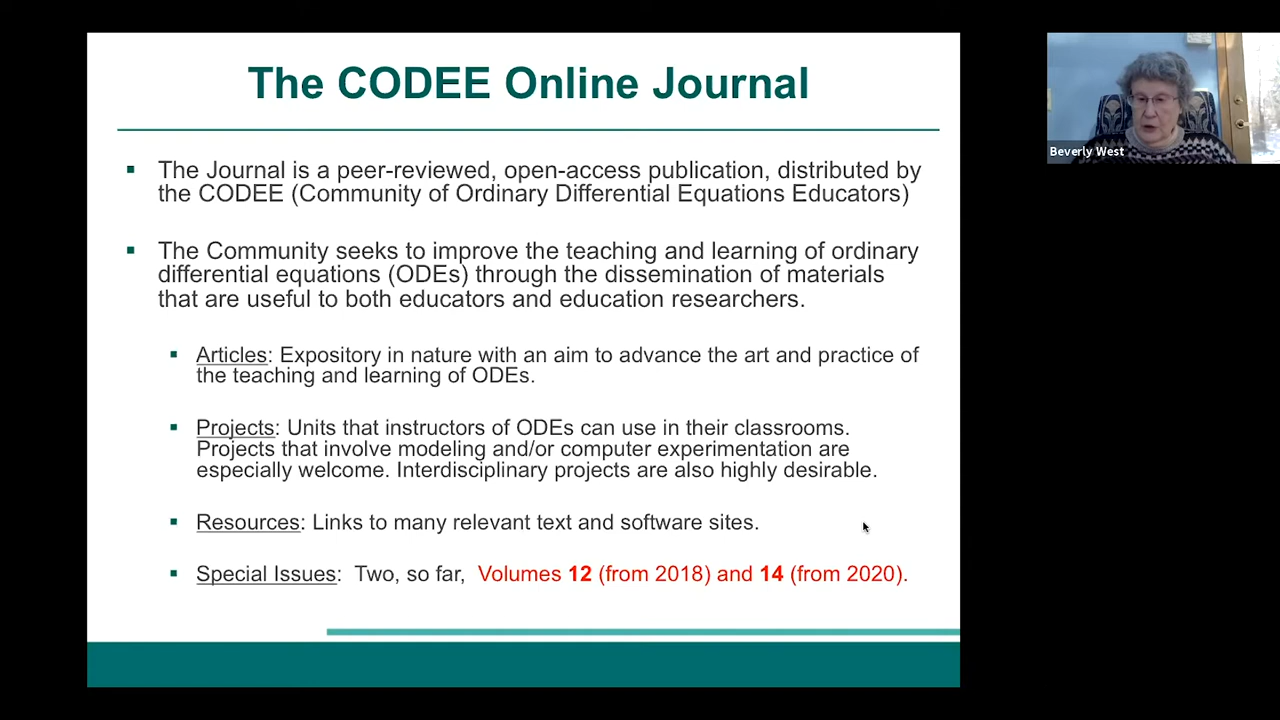 The CODEE Online Journal
▪ The Journal is a peer-reviewed, open-access publication, distributed by
the CODEE (Community of Ordinary Differential Equations Educators)
▪ The Community seeks to improve the teaching and learning of ordinary
differential equations (ODEs) through the dissemination of materials
that are useful to both educators and education researchers.
▪ Articles: Expository in nature with an aim to advance the art and practice of
the teaching and learning of ODEs.
▪ Projects: Units that instructors of ODEs can use in their classrooms.
Projects that involve modeling and/or computer experimentation are
especially welcome. Interdisciplinary projects are also highly desirable.
▪ Resources: Links to many relevant text and software sites.
▪ Special Issues: Two, so far, Volumes 12 (from 2018) and 14 (from 2020).
Beverly West